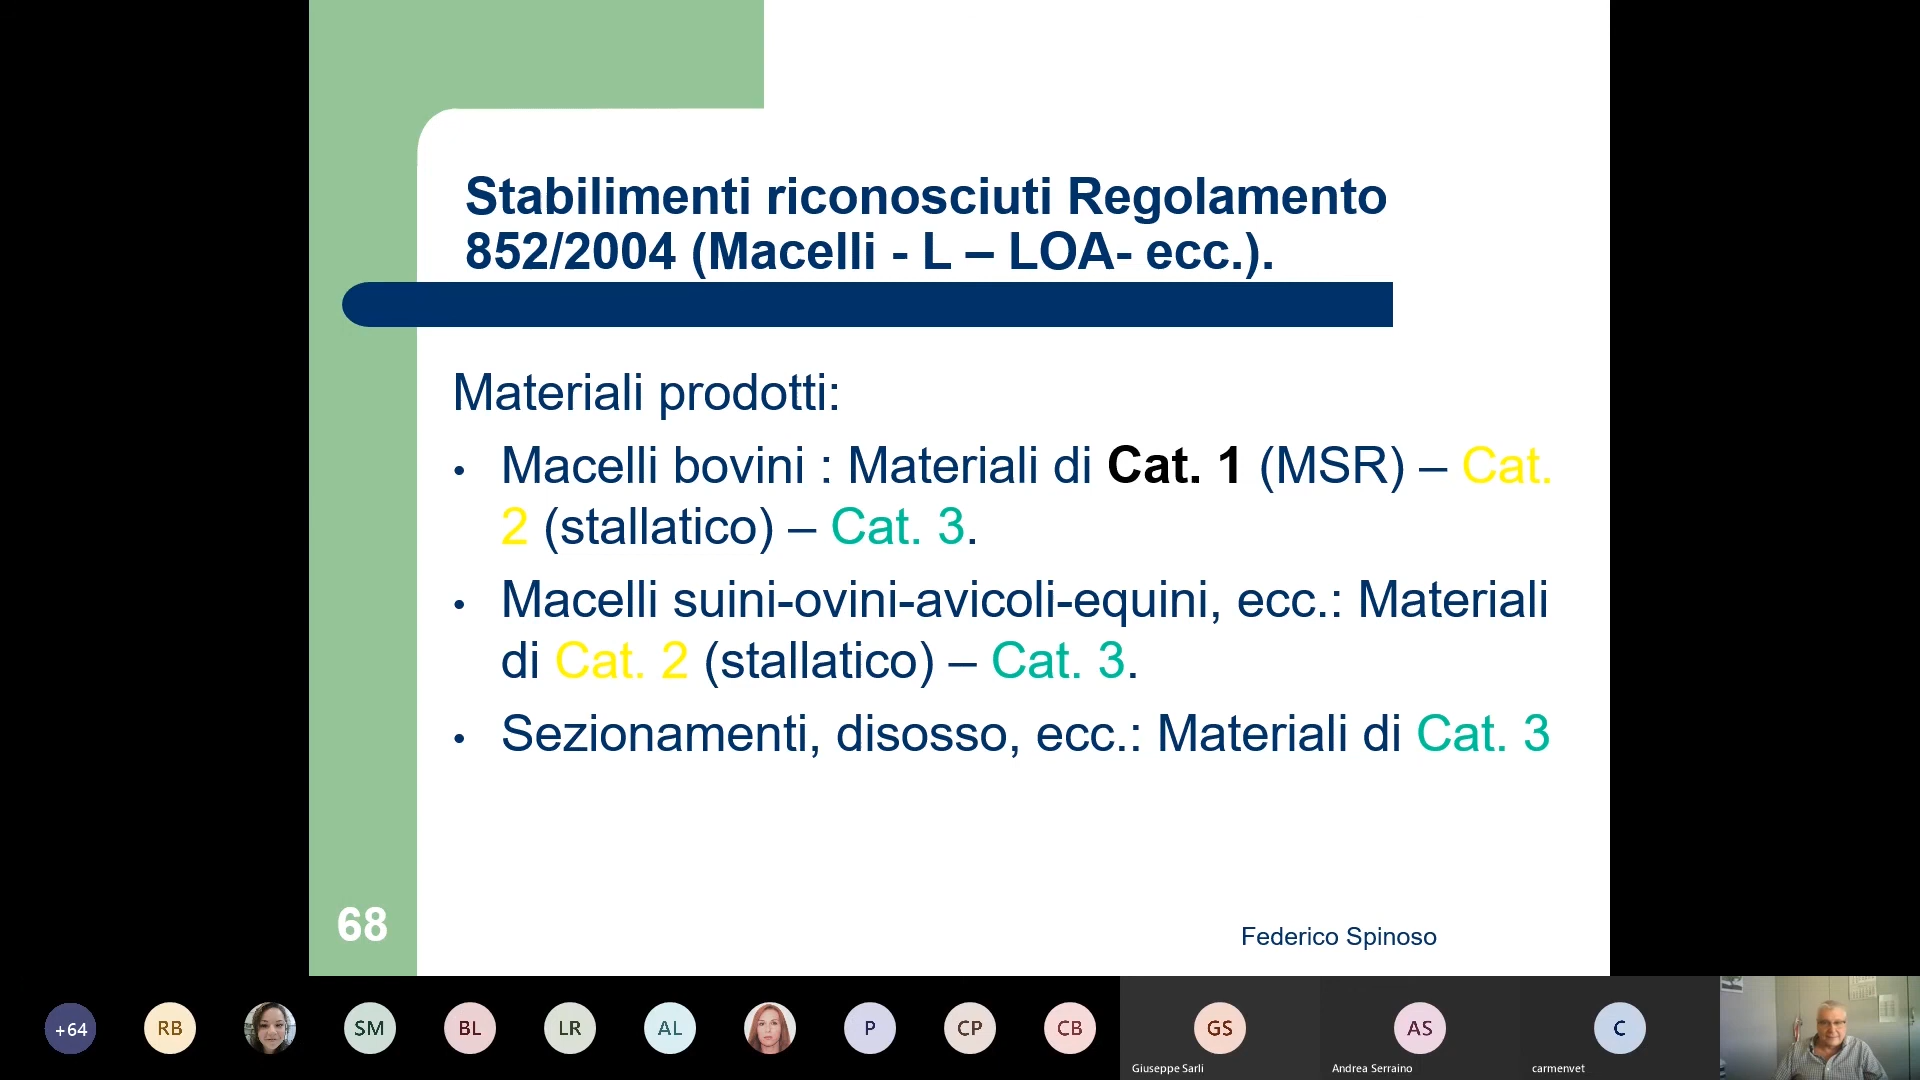 Stabilimenti riconosciuti Regolamento
852/2004 (Macelli - L – LOA- ecc.).
Materiali prodotti:
• Macelli bovini : Materiali di Cat. 1 (MSR) – Cat.
2 (stallatico) – Cat. 3.
• Macelli suini-ovini-avicoli-equini, ecc.: Materiali
di Cat. 2 (stallatico) – Cat. 3.
• Sezionamenti, disosso, ecc.: Materiali di Cat. 3
68
Federico Spinoso
+64 RB SM BL LR AL P CP CB GS AS C
Giuseppe Sarli Andrea Serraino carmenvet